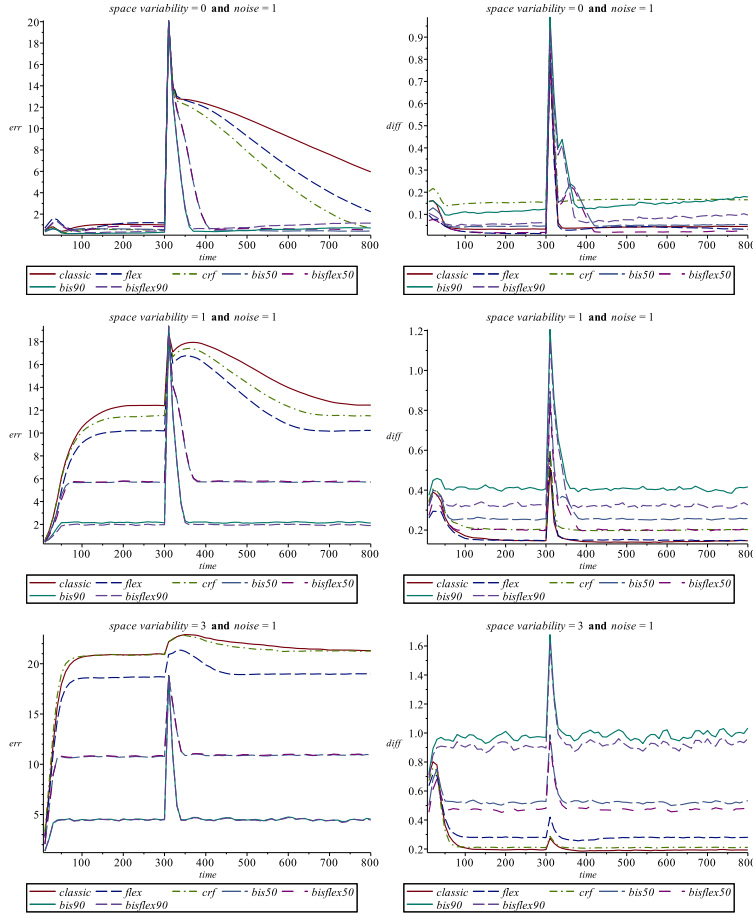 space variability = 0 and noise = 1
20
18
16
14
12
10
8
6
4
2
err
100 200 300 400 500 600 700 800
time
classic flex crf bis50 bisflex50
bis90 bisflex90
space variability = 0 and noise = 1
0.9
0.8
0.7
0.6
0.5
0.4
0.3
0.2
0.1
diff
100 200 300 400 500 600 700 800
time
classic flex crf bis50 bisflex50
bis90 bisflex90
space variability = 1 and noise = 1
18
16
14
12
10
8
6
4
2
err
100 200 300 400 500 600 700 800
time
classic flex crf bis50 bisflex50
bis90 bisflex90
space variability = 1 and noise = 1
1.2
1.0
0.8
0.6
0.4
0.2
diff
100 200 300 400 500 600 700 800
time
classic flex crf bis50 bisflex50
bis90 bisflex90
space variability = 3 and noise = 1
20
15
10
5
err
100 200 300 400 500 600 700 800
time
classic flex crf bis50 bisflex50
bis90 bisflex90
space variability = 3 and noise = 1
1.6
1.4
1.2
1.0
0.8
0.6
0.4
0.2
diff
100 200 300 400 500 600 700 800
time
classic flex crf bis50 bisflex50
bis90 bisflex90